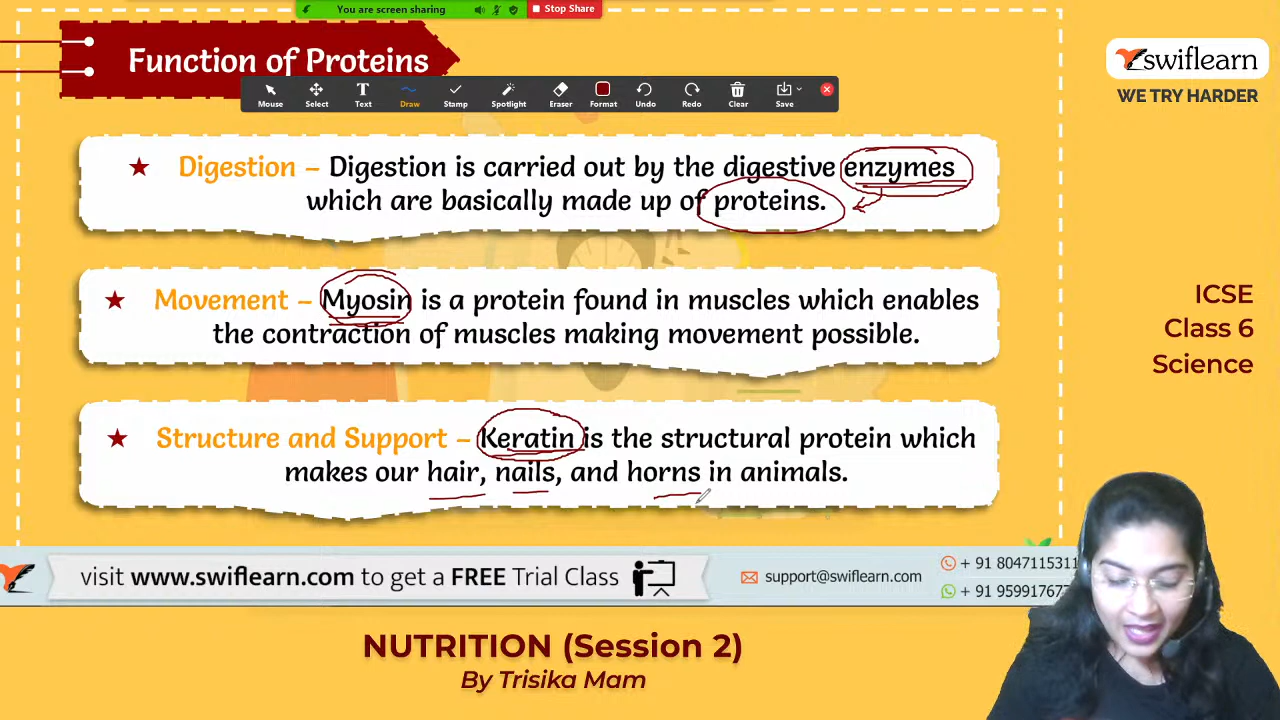 You are screen sharing
Stop Share
Function of Proteins
Mouse Select Text Draw Stamp Spotlight Eraser Format Undo Redo Clear Save
swiflearn
WE TRY HARDER
Digestion – Digestion is carried out by the digestive enzymes
which are basically made up of proteins.
Movement – Myosin is a protein found in muscles which enables
the contraction of muscles making movement possible.
Structure and Support – Keratin is the structural protein which
makes our hair, nails, and horns in animals.
ICSE
Class 6
Science
visit www.swiflearn.com to get a FREE Trial Class
support@swiflearn.com
+ 91 8047115311
+ 91 9599176
NUTRITION (Session 2)
By Trisika Mam